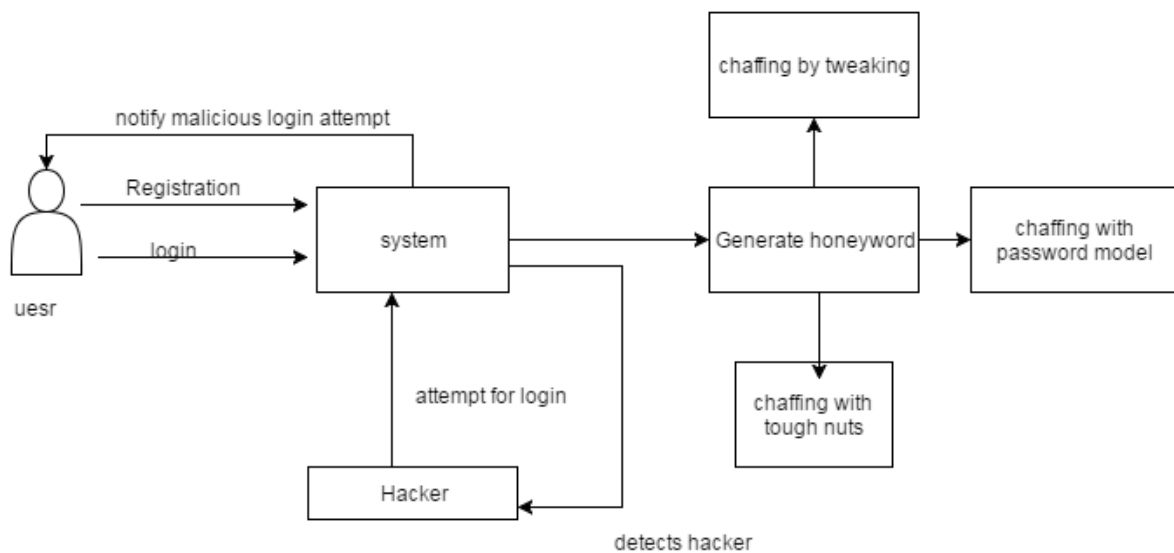 chaffing by tweaking
notify malicious login attempt
Registration
system
Generate honeyword
chaffing with
password model
login
uesr
attempt for login
chaffing with
tough nuts
Hacker
detects hacker